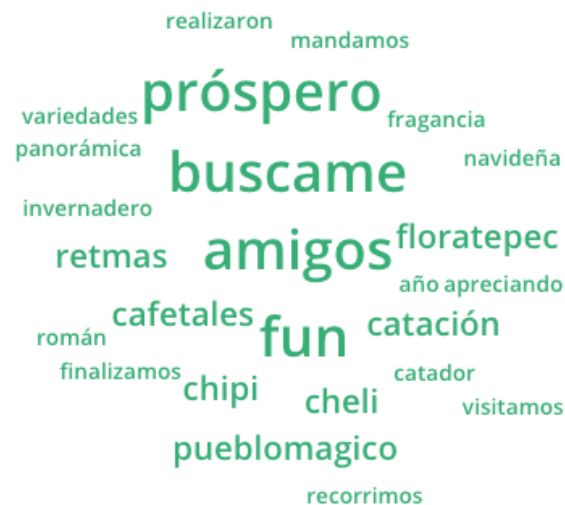 realizaron
mandamos
próspero
variedades
fragancia
panorámica
navideña
buscame
invernadero
floratepec
amigos
retmas
año apreciando
cafetales
catación
fun
román
finalizamos
catador
chipi
cheli
visitamos
pueblomagico
recorrimos